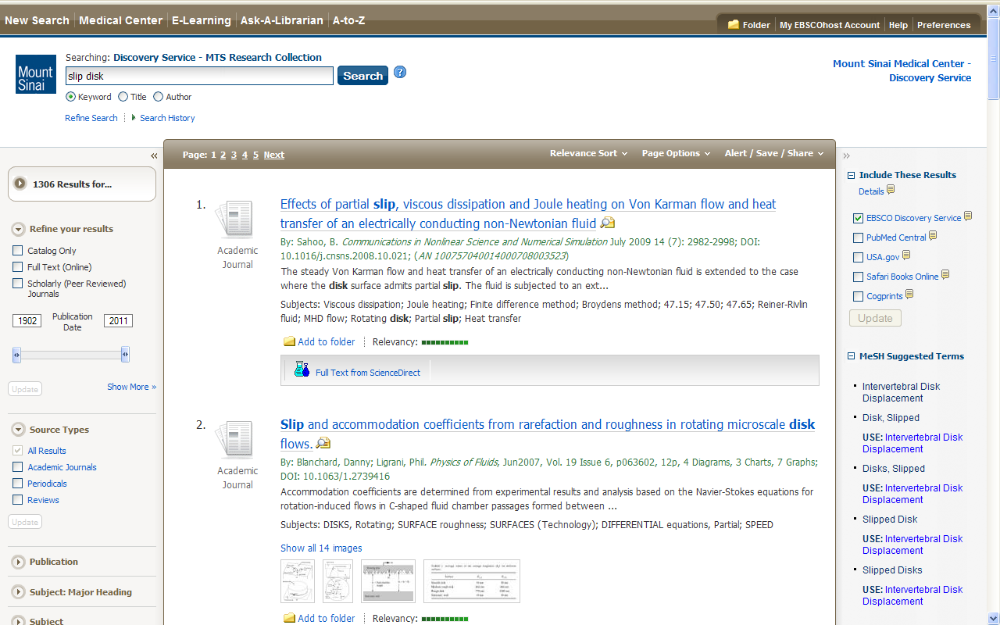 New Search Medical Center E-Learning Ask-A-Librarian A-to-Z
Folder My EBSCOhost Account Help Preferences
Mount
Sinai
Searching: Discovery Service - MTS Research Collection
slip disk
Search ?
Keyword Title Author
Refine Search Search History
Mount Sinai Medical Center -
Discovery Service
«
1306 Results for...
Refine your results
Catalog Only
Full Text (Online)
Scholarly (Peer Reviewed)
Journals
1902 Publication Date 2011
Update
Show More »
Source Types
All Results
Academic Journals
Periodicals
Reviews
Update
Publication
Subject: Major Heading
Subject
Page: 1 2 3 4 5 Next
Relevance Sort Page Options Alert / Save / Share
1.
Academic
Journal
Effects of partial slip, viscous dissipation and Joule heating on Von Karman flow and heat
transfer of an electrically conducting non-Newtonian fluid
By: Sahoo, B. Communications in Nonlinear Science and Numerical Simulation July 2009 14 (7): 2982-2998; DOI:
10.1016/j.cnsns.2008.10.021; (AN 10075704001400070800​3523)
The steady Von Karman flow and heat transfer of an electrically conducting non-Newtonian fluid is extended to the case
where the disk surface admits partial slip. The fluid is subjected to an ext...
Subjects: Viscous dissipation; Joule heating; Finite difference method; Broydens method; 47.15; 47.50; 47.65; Reiner-Rivlin
fluid; MHD flow; Rotating disk; Partial slip; Heat transfer
Add to folder Relevancy:
Full Text from ScienceDirect
2.
Academic
Journal
Slip and accommodation coefficients from rarefaction and roughness in rotating microscale disk
flows.
By: Blanchard, Danny; Ligrani, Phil. Physics of Fluids, Jun2007, Vol. 19 Issue 6, p063602, 12p, 4 Diagrams, 3 Charts, 7 Graphs;
DOI: 10.1063/1.2739416
Accommodation coefficients are determined from experimental results and analysis based on the Navier-Stokes equations for
rotation-induced flows in C-shaped fluid chamber passages formed between ...
Subjects: DISKS, Rotating; SURFACE roughness; SURFACES (Technology); DIFFERENTIAL equations, Partial; SPEED
Show all 14 images
Add to folder Relevancy:
»
Include These Results
Details
EBSCO Discovery Service
PubMed Central
USA.gov
Safari Books Online
Cogprints
Update
MeSH Suggested Terms
Intervertebral Disk
Displacement
Disk, Slipped
USE: Intervertebral Disk
Displacement
Disks, Slipped
USE: Intervertebral Disk
Displacement
Slipped Disk
USE: Intervertebral Disk
Displacement
Slipped Disks
USE: Intervertebral Disk
Displacement